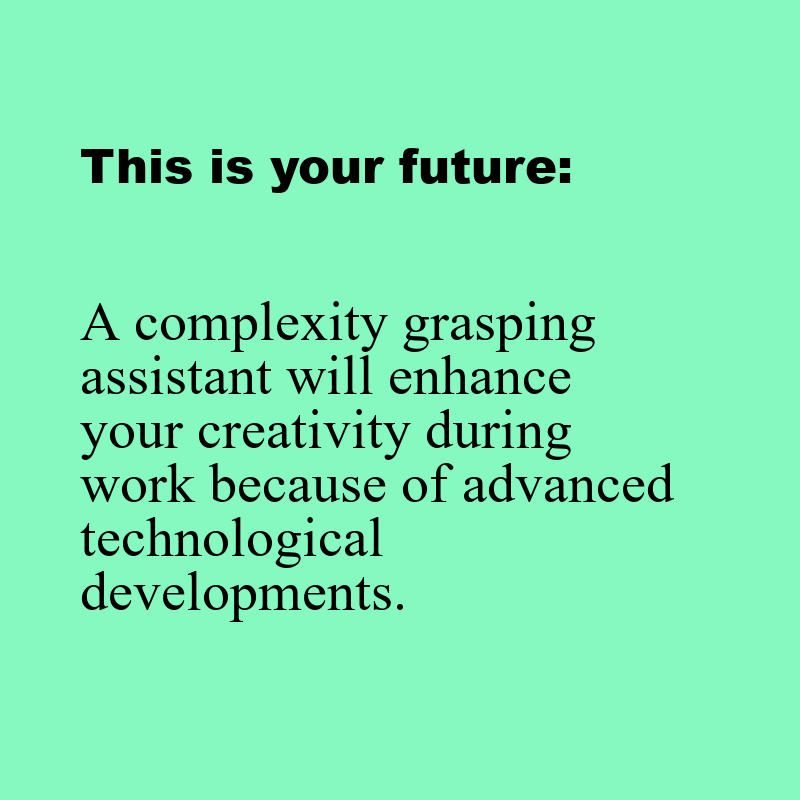 This is your future:
A complexity grasping
assistant will enhance
your creativity during
work because of advanced
technological
developments.